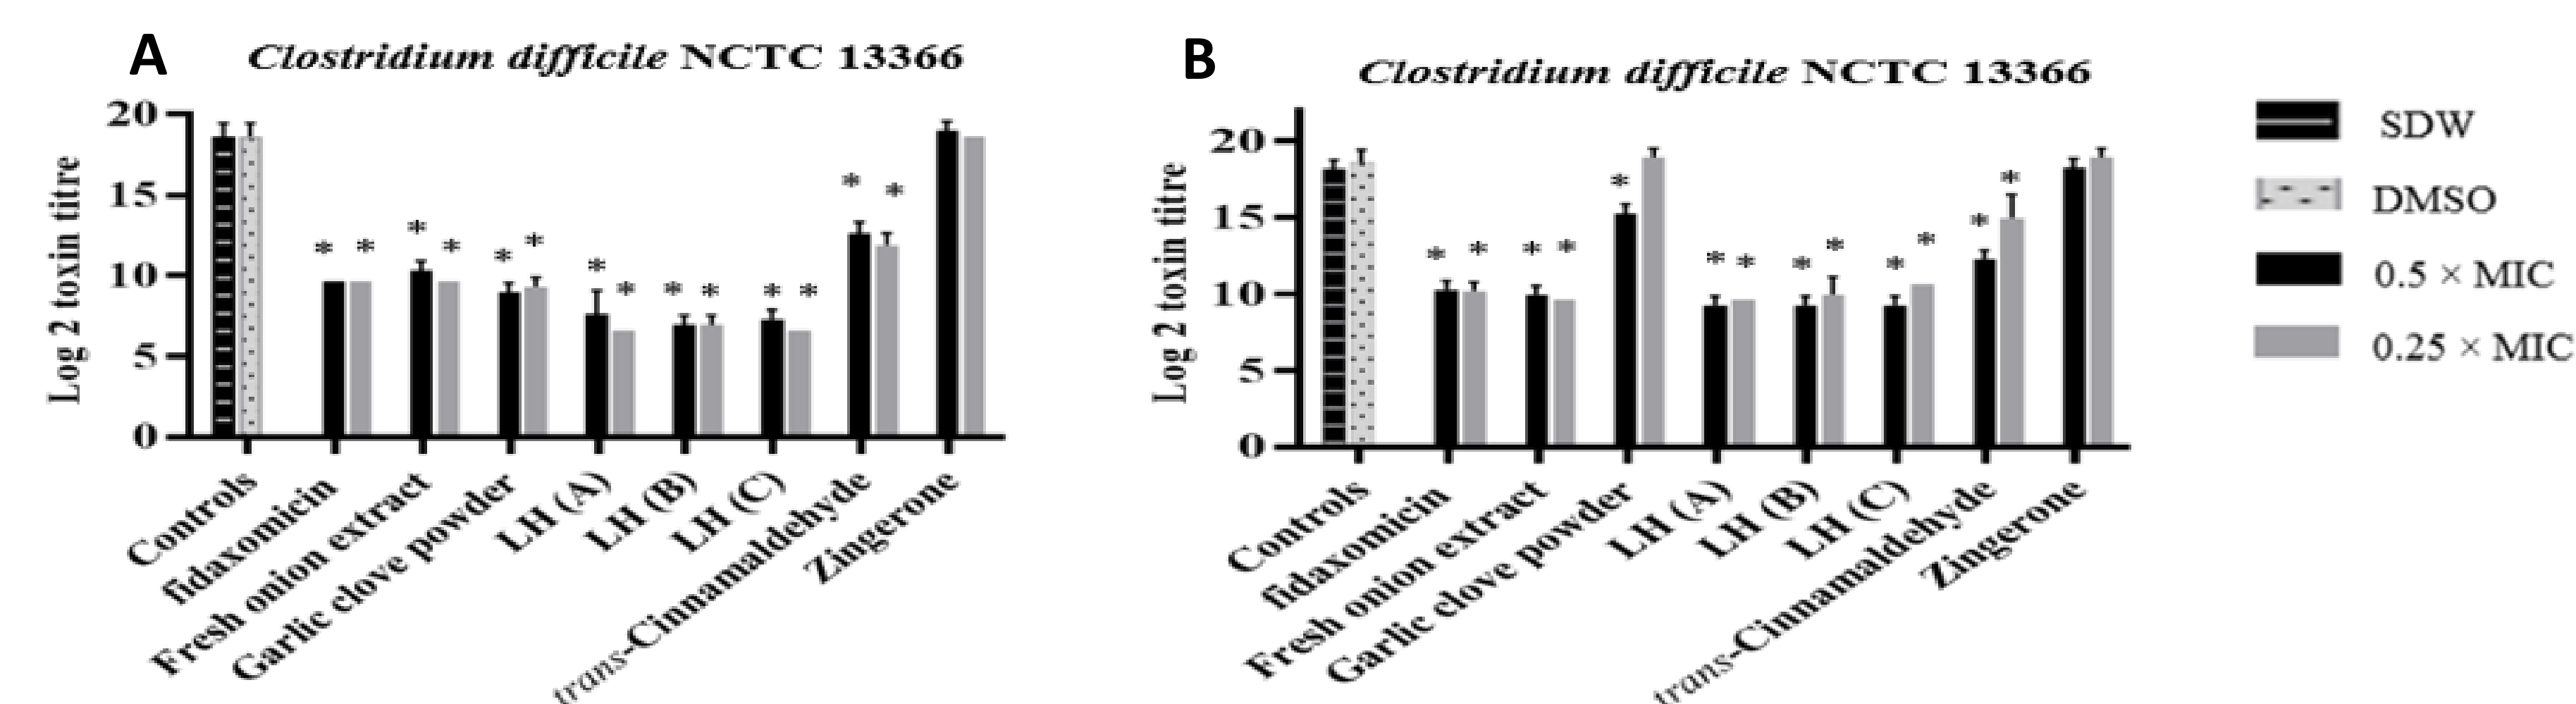 A
Clostridium difficile NCTC 13366
Log 2 toxin titre
20
15
10
5
0
* * * * * * * * * * * * * *
Controls
fidaxomicin
Fresh onion extract
Garlic clove powder
LH (A)
LH (B)
LH (C)
trans-Cinnamaldehyde
Zingerone
B
Clostridium difficile NCTC 13366
Log 2 toxin titre
20
15
10
5
0
* * * * * * * * * * * * *
Controls
fidaxomicin
Fresh onion extract
Garlic clove powder
LH (A)
LH (B)
LH (C)
trans-Cinnamaldehyde
Zingerone
SDW
DMSO
0.5 × MIC
0.25 × MIC